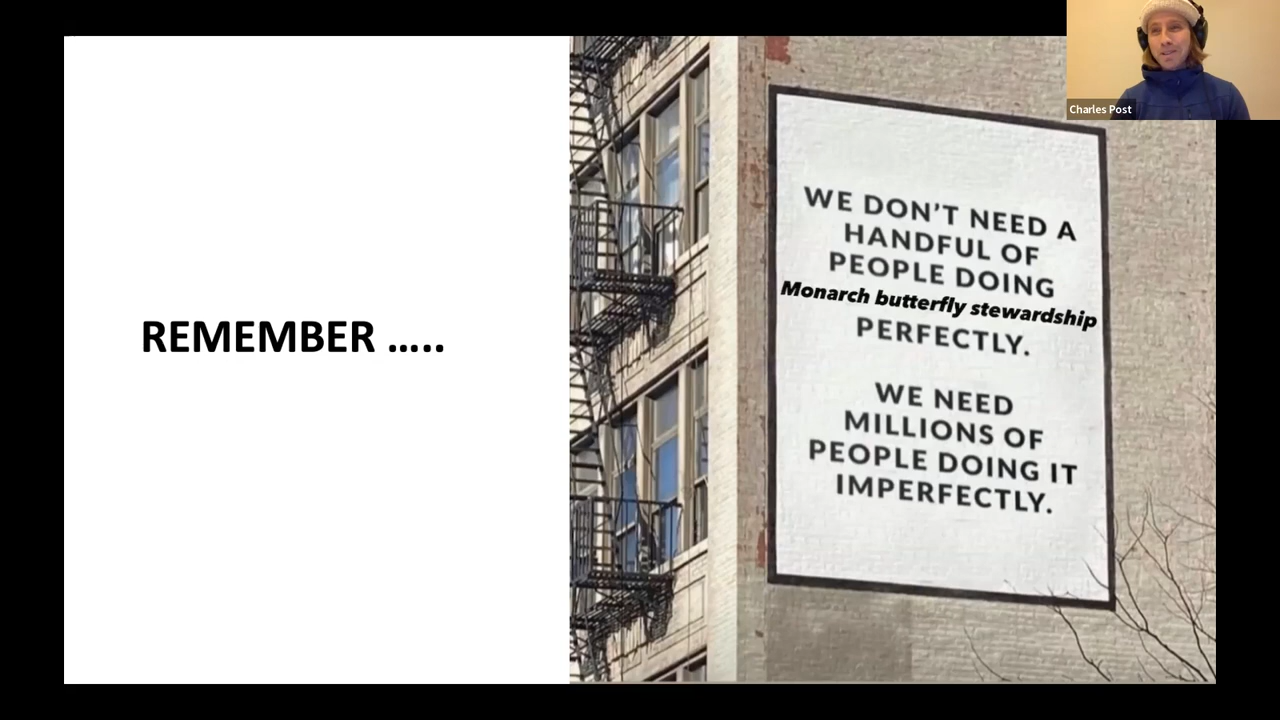 Charles Post
REMEMBER .....
WE DON'T NEED A
HANDFUL OF
PEOPLE DOING
Monarch butterfly stewardship
PERFECTLY.
WE NEED
MILLIONS OF
PEOPLE DOING IT
IMPERFECTLY.